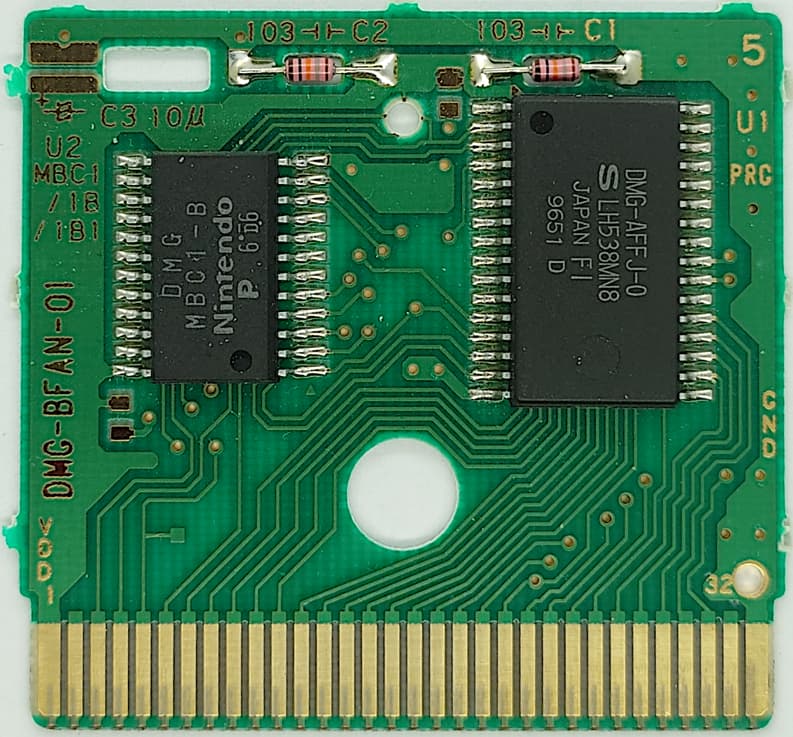 103 C2
103 C1
5
C3 10µ
U1
PRG
U2
MBC1
/1B
/1B1
DMG
MBC1-B
Nintendo
P
DMG-AFFJ-0
S LH538MN8
JAPAN F1
9651 D
DMG-BFAN-01
GND
VDD 1
32